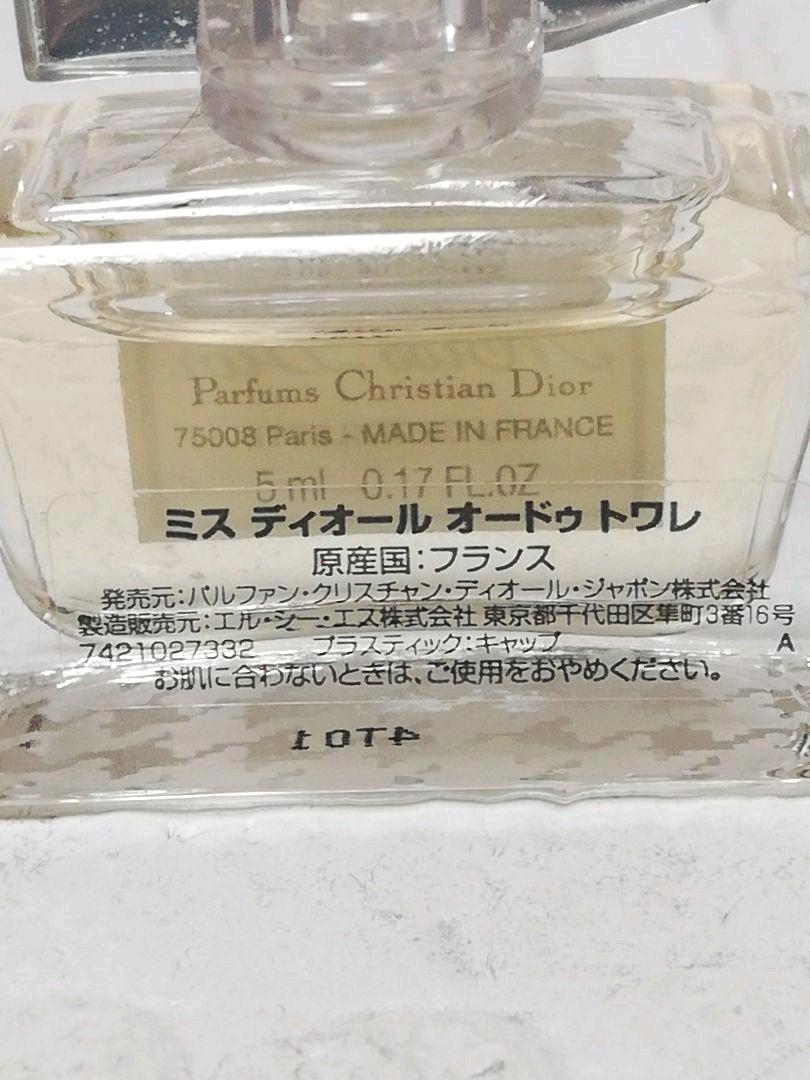 Parfums Christian Dior
75008 Paris - MADE IN FRANCE
5 ml 0.17 FL.OZ
ミス ディオール オードゥ トワレ
原産国:フランス
発売元:パルファン・クリスチャン・ディオール・ジャポン株式会社
製造販売元:エル・シー・エス株式会社 東京都千代田区隼町3番16号
7421027332 プラスティック:キャップ A
お肌に合わないときは、ご使用をおやめください。